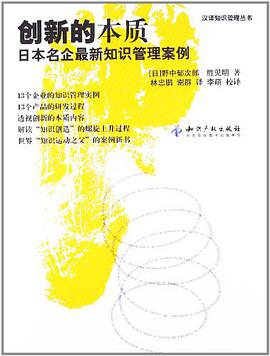 汉译知识管理丛书
创新的本质
日本名企最新知识管理案例
[日]野中郁次郎 胜见明 著
林忠鹏 谢群 译 李萌 校译
13个企业的知识管理实例
13个产品的研发过程
透视创新的本质内容
解读“知识创造”的螺旋上升过程
世界“知识运动之父”的案例新书
知识产权出版社